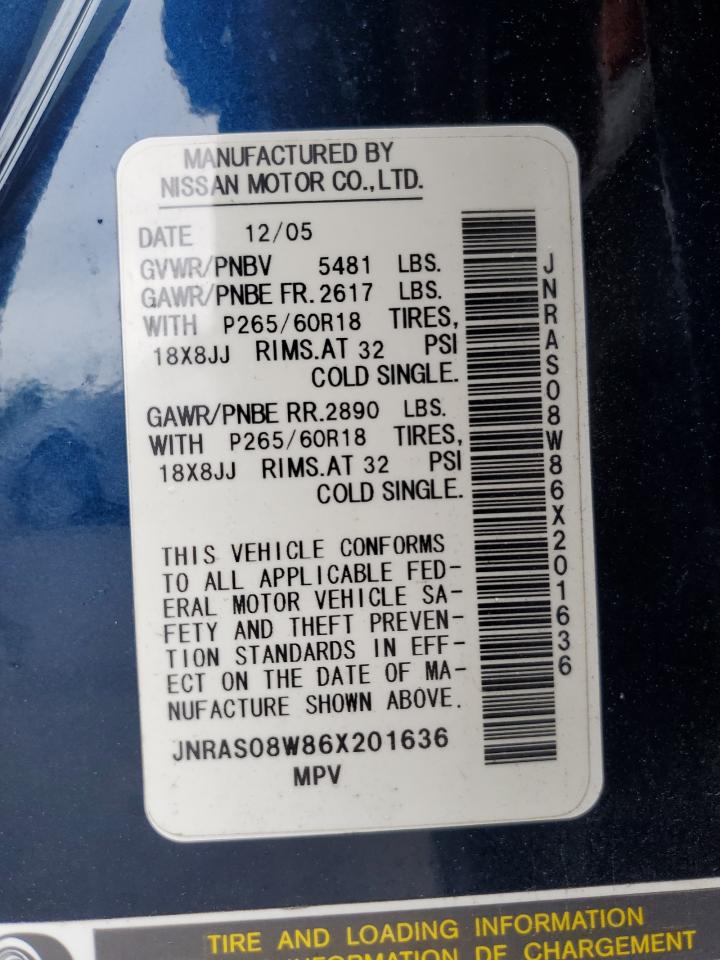 MANUFACTURED BY
NISSAN MOTOR CO.,LTD.
DATE 12/05
GVWR/PNBV 5481 LBS.
GAWR/PNBE FR. 2617 LBS.
WITH P265/60R18 TIRES,
18X8JJ RIMS.AT 32 PSI
COLD SINGLE.
GAWR/PNBE RR. 2890 LBS.
WITH P265/60R18 TIRES,
18X8JJ RIMS.AT 32 PSI
COLD SINGLE.
THIS VEHICLE CONFORMS
TO ALL APPLICABLE FED-
ERAL MOTOR VEHICLE SA-
FETY AND THEFT PREVEN-
TION STANDARDS IN EFF-
ECT ON THE DATE OF MA-
NUFACTURE SHOWN ABOVE.
JNRAS08W86X201636
MPV
JNRAS08W86X201636
TIRE AND LOADING INFORMATION
INFORMATION DE CHARGEMENT